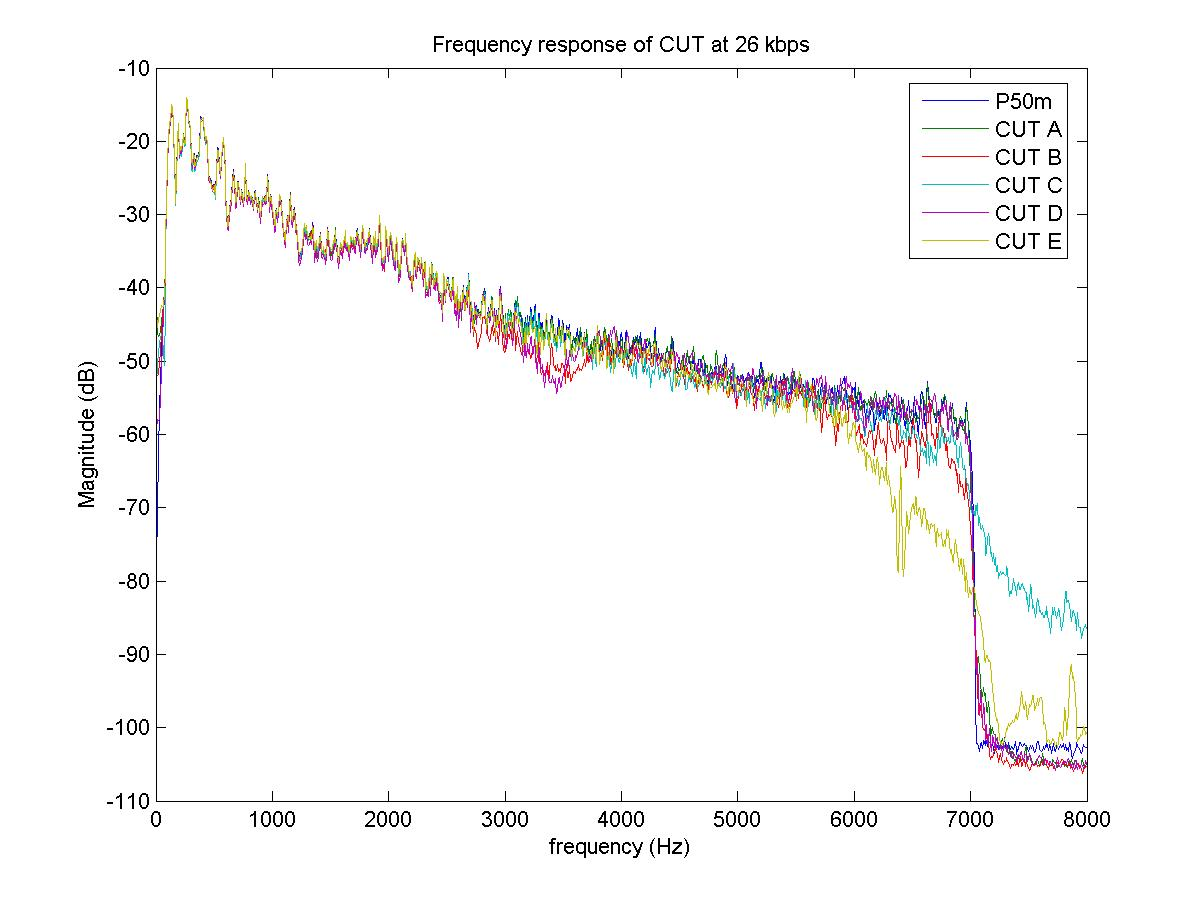 Frequency response of CUT at 26 kbps
-10
-20
-30
-40
-50
-60
-70
-80
-90
-100
-110
Magnitude (dB)
P50m
CUT A
CUT B
CUT C
CUT D
CUT E
0 1000 2000 3000 4000 5000 6000 7000 8000
frequency (Hz)